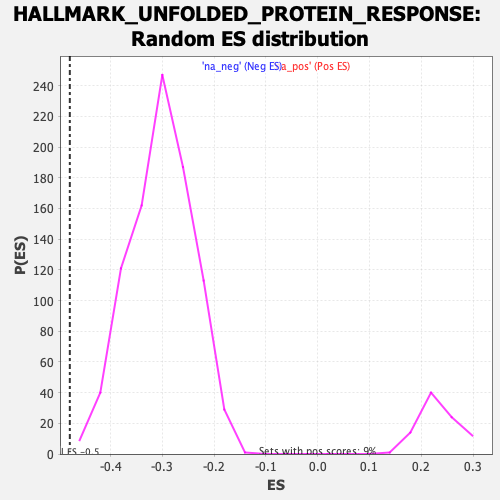 HALLMARK_UNFOLDED_PROTEIN_RESPONSE:
Random ES distribution
'na_neg' (Neg ES)a_pos' (Pos ES)
240
220
200
180
160
140
120
100
80
60
40
20
0
P(ES)
ES -0.5
Sets with pos scores: 9%
-0.4 -0.3 -0.2 -0.1 0.0 0.1 0.2 0.3
ES